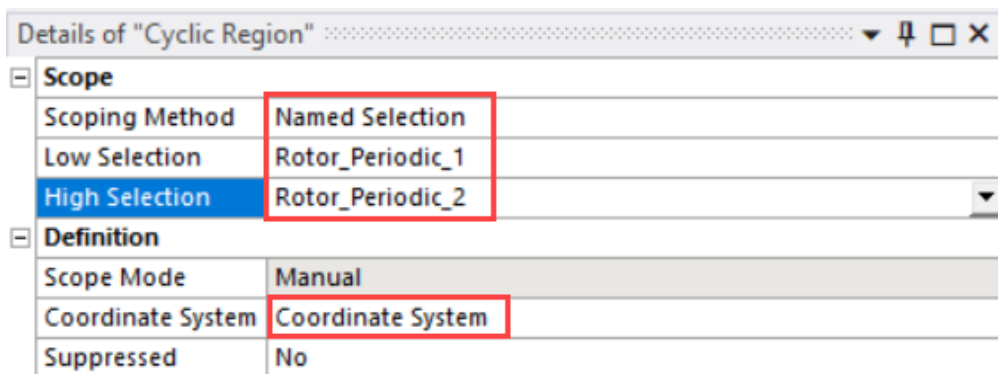 Details of "Cyclic Region"
Scope
Scoping Method Named Selection
Low Selection Rotor_Periodic_1
High Selection Rotor_Periodic_2
Definition
Scope Mode Manual
Coordinate System Coordinate System
Suppressed No